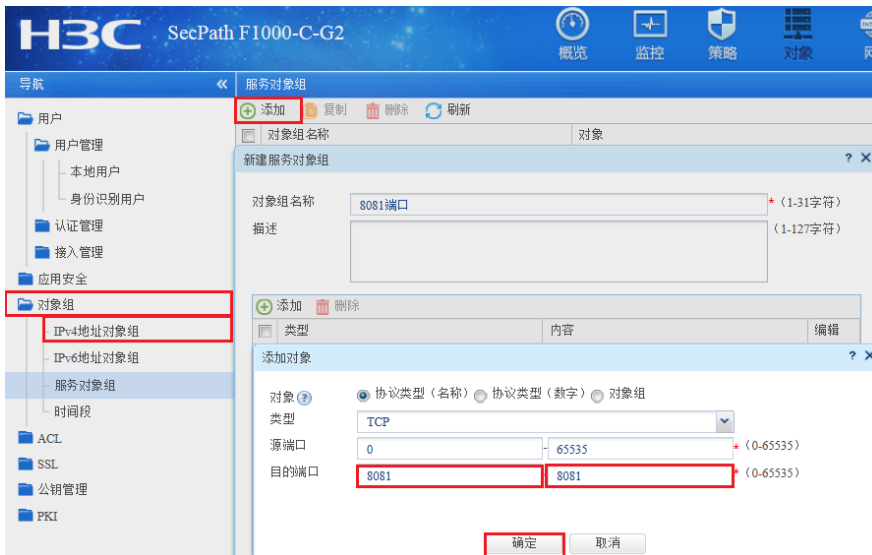 H3C SecPath F1000-C-G2
概览 监控 策略 对象
导航 «
服务对象组
添加 复制 删除 刷新
对象组名称 对象
用户
用户管理
本地用户
身份识别用户
认证管理
接入管理
应用安全
对象组
IPv4地址对象组
IPv6地址对象组
服务对象组
时间段
ACL
SSL
公钥管理
PKI
新建服务对象组 ? X
对象组名称 8081端口 * (1-31字符)
描述 (1-127字符)
添加 删除
类型 内容 编辑
添加对象 ? X
对象 ? 协议类型(名称) 协议类型(数字) 对象组
类型 TCP
源端口 0 - 65535 * (0-65535)
目的端口 8081 8081 * (0-65535)
确定 取消